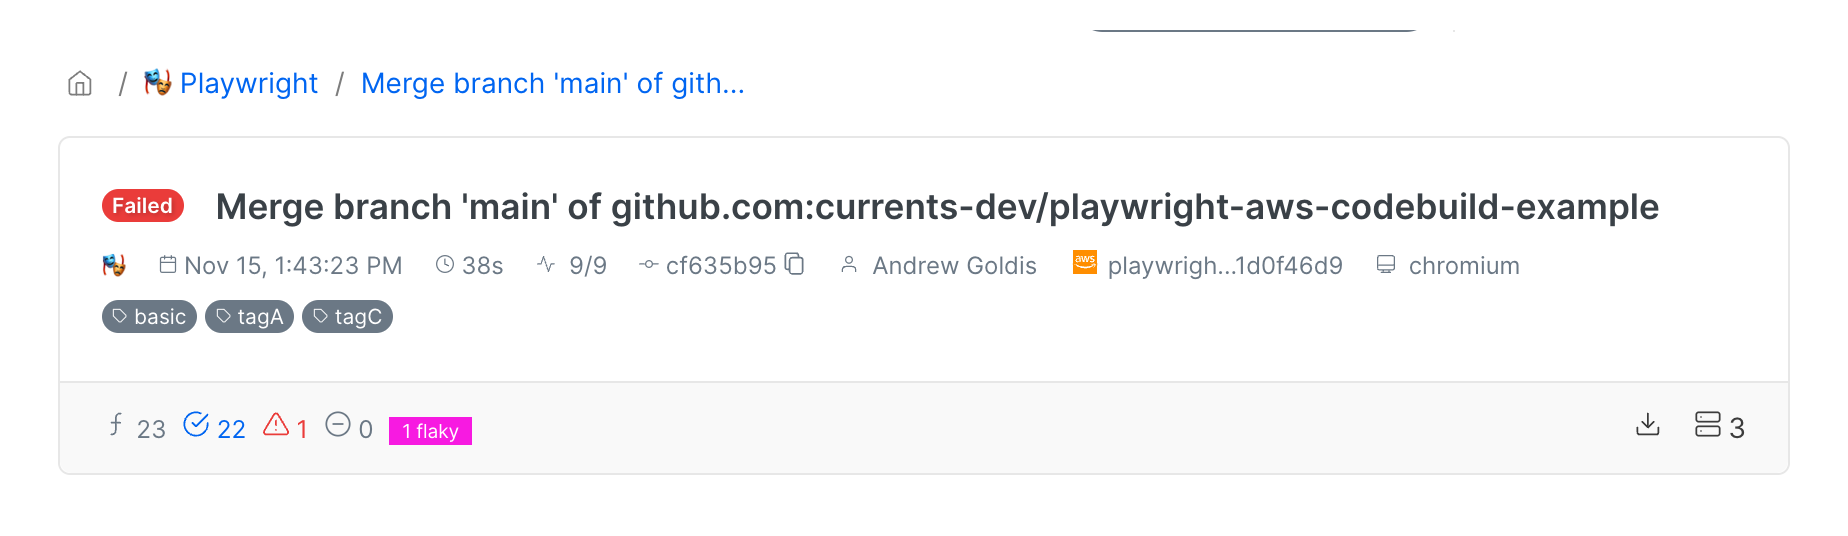 / Playwright / Merge branch 'main' of gith...
Failed Merge branch 'main' of github.com:currents-dev/playwright-aws-codebuild-example
Nov 15, 1:43:23 PM 38s 9/9 cf635b95 Andrew Goldis aws playwrigh...1d0f46d9 chromium
basic tagA tagC
23 22 1 0 1 flaky 3